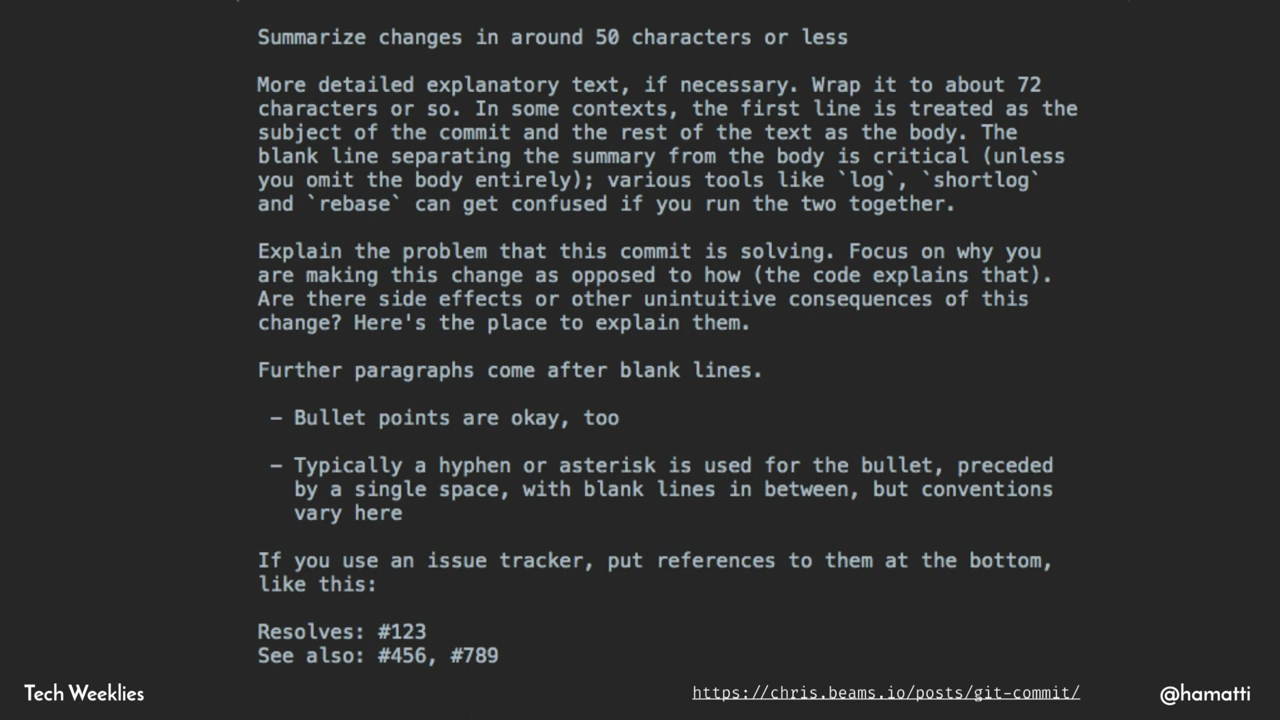 Summarize changes in around 50 characters or less
More detailed explanatory text, if necessary. Wrap it to about 72
characters or so. In some contexts, the first line is treated as the
subject of the commit and the rest of the text as the body. The
blank line separating the summary from the body is critical (unless
you omit the body entirely); various tools like `log`, `shortlog`
and `rebase` can get confused if you run the two together.
Explain the problem that this commit is solving. Focus on why you
are making this change as opposed to how (the code explains that).
Are there side effects or other unintuitive consequences of this
change? Here's the place to explain them.
Further paragraphs come after blank lines.
– Bullet points are okay, too
– Typically a hyphen or asterisk is used for the bullet, preceded
by a single space, with blank lines in between, but conventions
vary here
If you use an issue tracker, put references to them at the bottom,
like this:
Resolves: #123
See also: #456, #789
Tech Weeklies https://chris.beams.io/posts/git-commit/ @hamatti